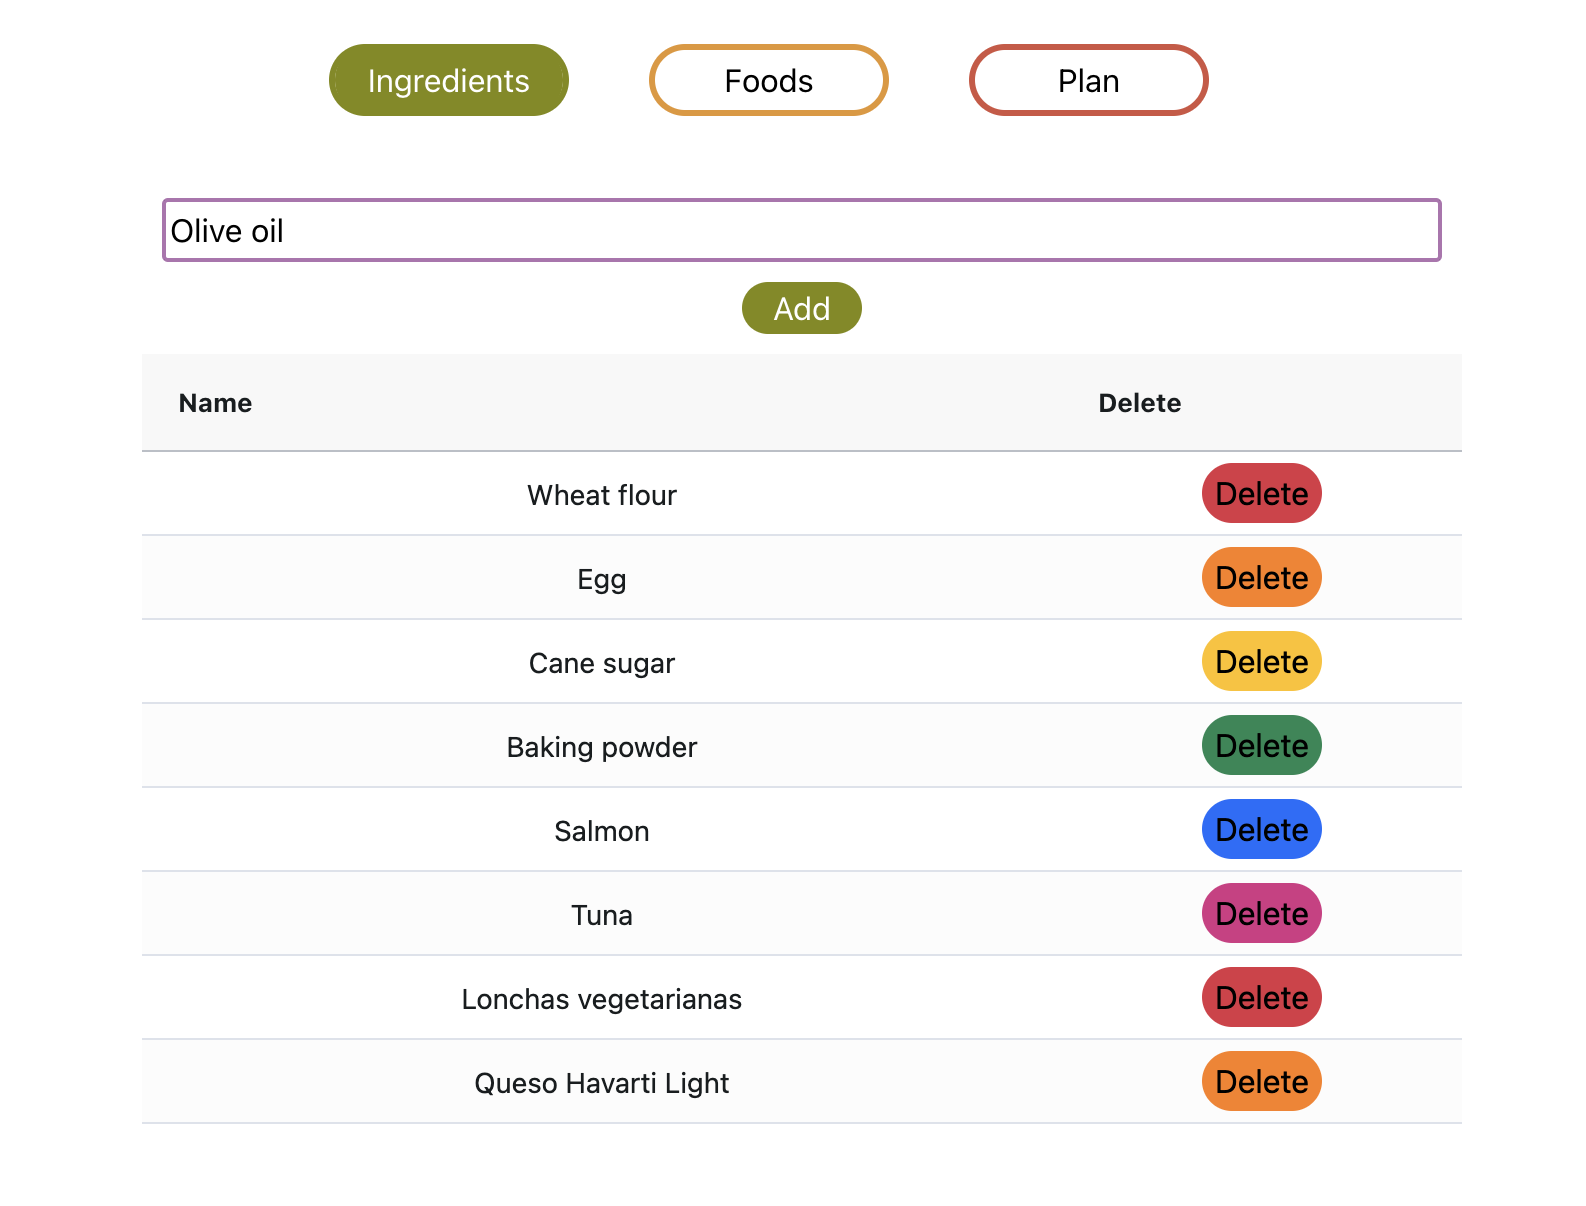 Ingredients Foods Plan
Olive oil
Add
Name Delete
Wheat flour Delete
Egg Delete
Cane sugar Delete
Baking powder Delete
Salmon Delete
Tuna Delete
Lonchas vegetarianas Delete
Queso Havarti Light Delete